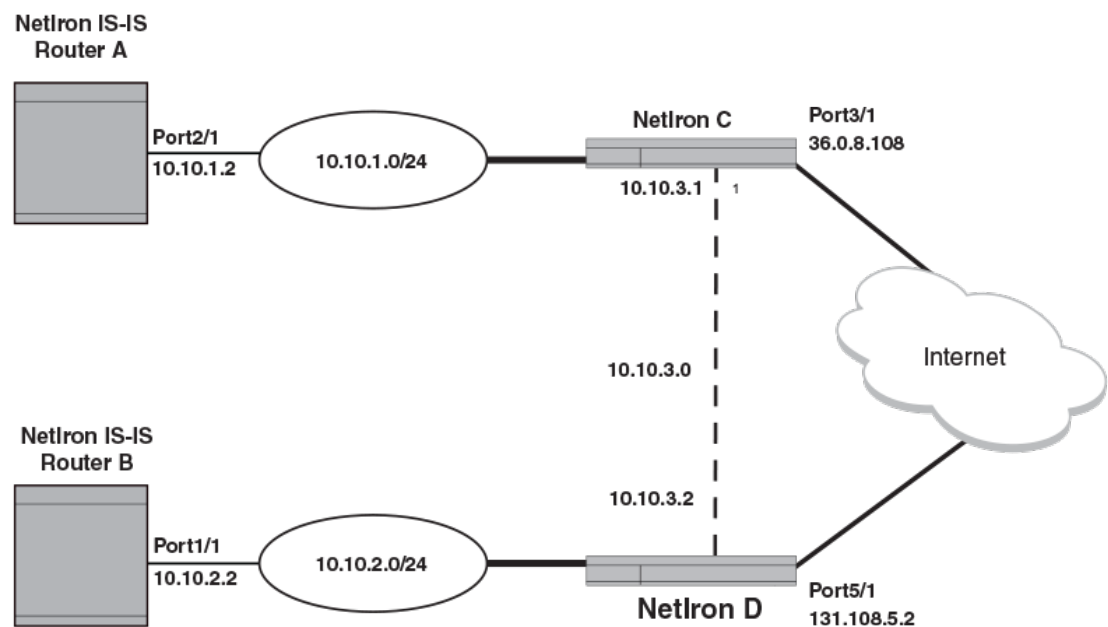 NetIron IS-IS
Router A
Port2/1
10.10.1.2
10.10.1.0/24
NetIron C
Port3/1
36.0.8.108
10.10.3.1
1
Internet
10.10.3.0
10.10.3.2
NetIron IS-IS
Router B
Port1/1
10.10.2.2
10.10.2.0/24
NetIron D
Port5/1
131.108.5.2